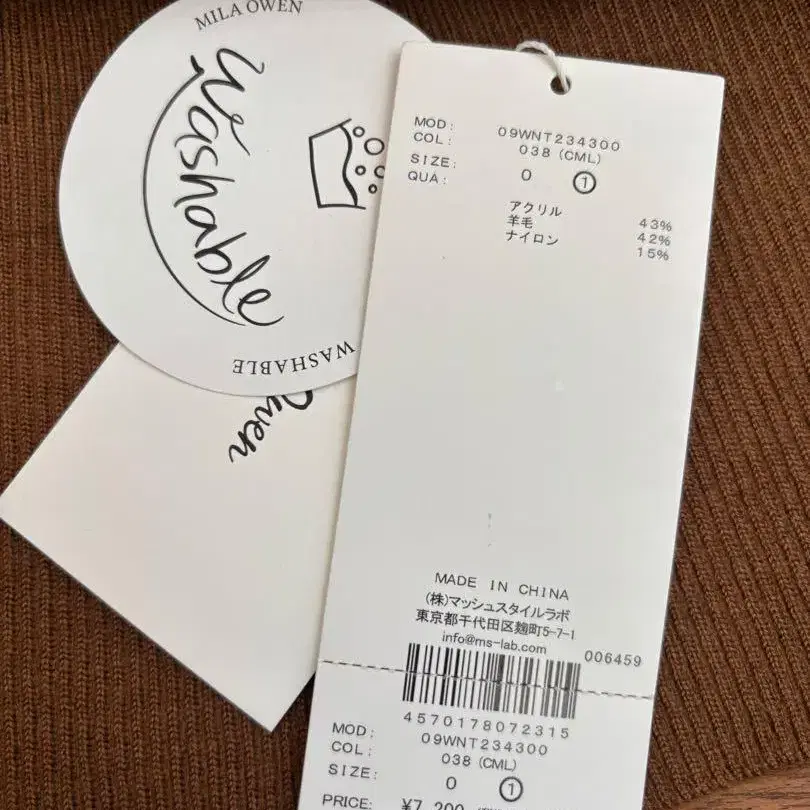 MILA OWEN
Washable
WASHABLE
Owen
MOD: 09WNT234300
COL: 038 (CML)
SIZE: 0 1
QUA:
アクリル 43%
羊毛 42%
ナイロン 15%
MADE IN CHINA
(株)マッシュスタイルラボ
東京都千代田区麹町5-7-1
info@ms-lab.com
006459
4570178072315
MOD: 09WNT234300
COL: 038 (CML)
SIZE: 0 1
PRICE: ¥7,200